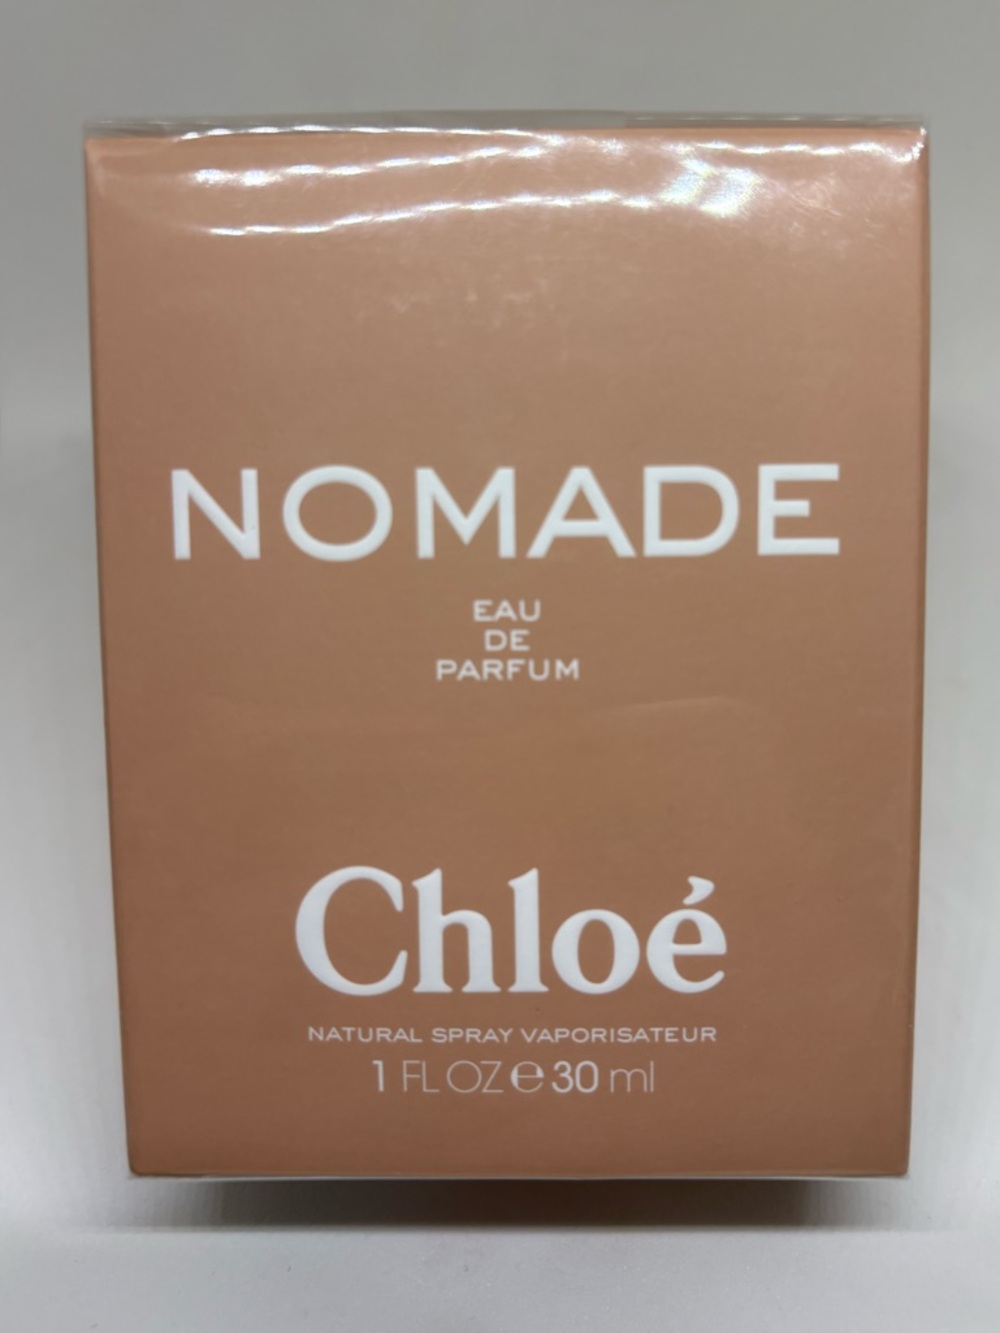 NOMADE
EAU
DE
PARFUM
Chloé
NATURAL SPRAY VAPORISATEUR
1 FL OZ ℮ 30 ml